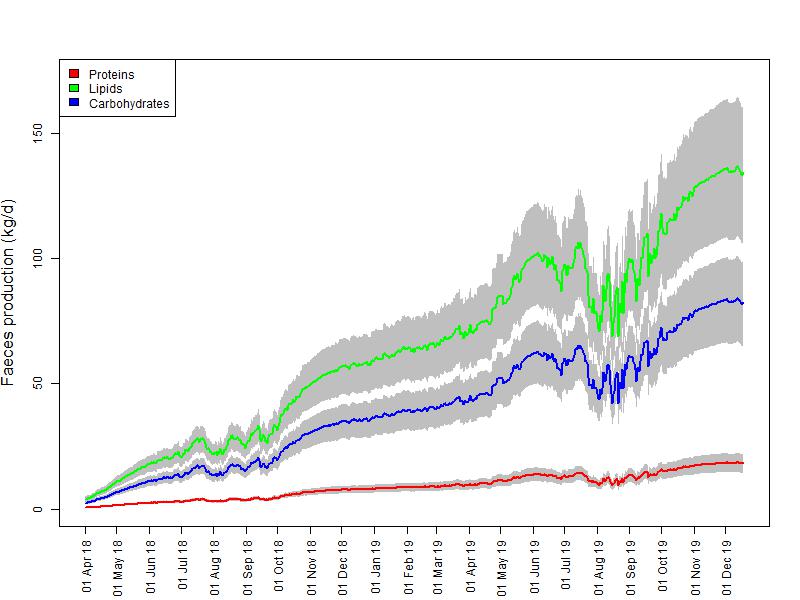 Proteins
Lipids
Carbohydrates
Faeces production (kg/d)
150
100
50
0
01 Apr 18
01 May 18
01 Jun 18
01 Jul 18
01 Aug 18
01 Sep 18
01 Oct 18
01 Nov 18
01 Dec 18
01 Jan 19
01 Feb 19
01 Mar 19
01 Apr 19
01 May 19
01 Jun 19
01 Jul 19
01 Aug 19
01 Sep 19
01 Oct 19
01 Nov 19
01 Dec 19